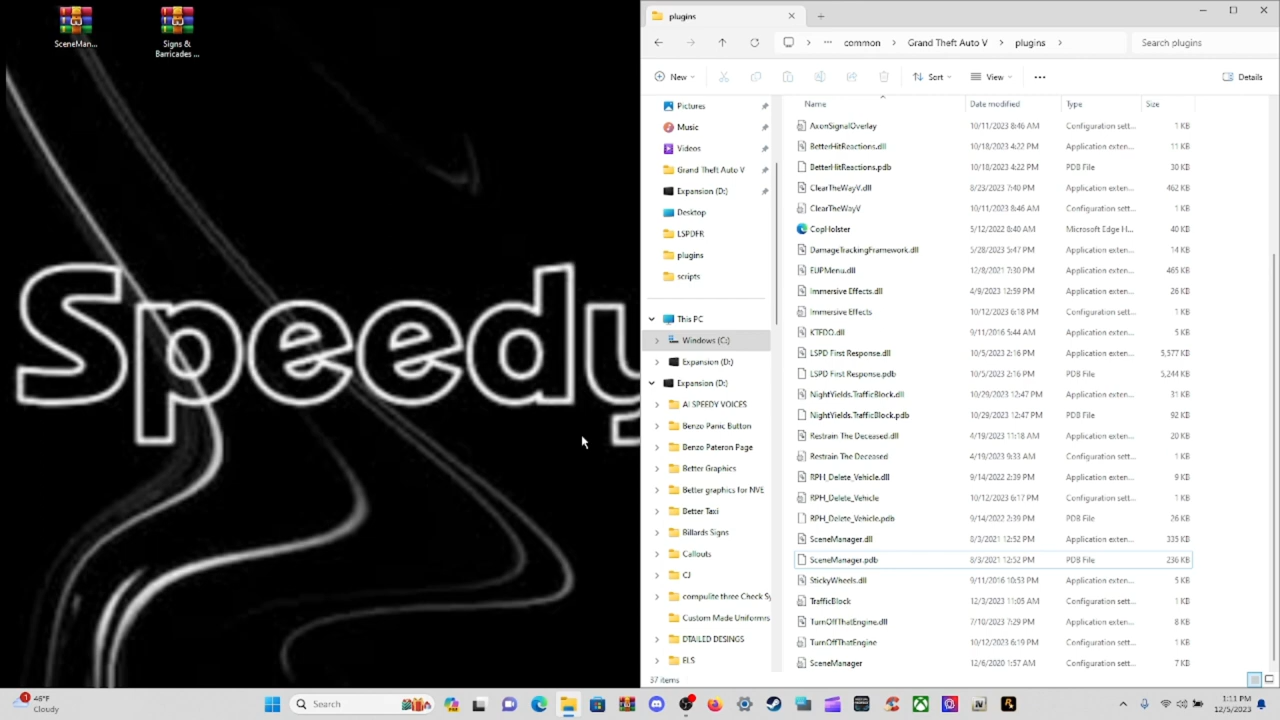 SceneMan...
Signs &
Barricades ...
Speedy
plugins
common
Grand Theft Auto V
plugins
Search plugins
New
Sort
View
Details
Name
Date modified
Type
Size
Pictures
Music
Videos
Grand Theft Auto V
Expansion (D:)
Desktop
LSPDFR
plugins
scripts
This PC
Windows (C:)
Expansion (D:)
Expansion (D:)
AI SPEEDY VOICES
Benzo Panic Button
Benzo Pateron Page
Better Graphics
Better graphics for NVE
Better Taxi
Billards Signs
Callouts
CJ
compulite three Check Sy
Custom Made Uniforms
DTAILED DESINGS
ELS
AxonSignalOverlay 10/11/2023 8:46 AM Configuration sett... 1 KB
BetterHitReactions.dll 10/18/2023 4:22 PM Application exten... 11 KB
BetterHitReactions.pdb 10/18/2023 4:22 PM PDB File 30 KB
ClearTheWayV.dll 8/23/2023 7:40 PM Application exten... 462 KB
ClearTheWayV 10/11/2023 8:46 AM Configuration sett... 1 KB
CopHolster 5/12/2022 8:40 AM Microsoft Edge H... 40 KB
DamageTrackingFramework.dll 5/28/2023 5:47 PM Application exten... 14 KB
EUPMenu.dll 12/8/2021 7:30 PM Application exten... 465 KB
Immersive Effects.dll 4/9/2023 12:59 PM Application exten... 26 KB
Immersive Effects 10/12/2023 6:18 PM Configuration sett... 1 KB
KTFDO.dll 9/11/2016 5:44 AM Application exten... 5 KB
LSPD First Response.dll 10/5/2023 2:16 PM Application exten... 5,577 KB
LSPD First Response.pdb 10/5/2023 2:16 PM PDB File 5,244 KB
NightYields.TrafficBlock.dll 10/29/2023 12:47 PM Application exten... 31 KB
NightYields.TrafficBlock.pdb 10/29/2023 12:47 PM PDB File 92 KB
Restrain The Deceased.dll 4/19/2023 11:18 AM Application exten... 20 KB
Restrain The Deceased 4/19/2023 9:33 AM Configuration sett... 1 KB
RPH_Delete_Vehicle.dll 9/14/2022 2:39 PM Application exten... 9 KB
RPH_Delete_Vehicle 10/12/2023 6:17 PM Configuration sett... 1 KB
RPH_Delete_Vehicle.pdb 9/14/2022 2:39 PM PDB File 26 KB
SceneManager.dll 8/3/2021 12:52 PM Application exten... 335 KB
SceneManager.pdb 8/3/2021 12:52 PM PDB File 236 KB
StickyWheels.dll 9/11/2016 10:53 PM Application exten... 5 KB
TrafficBlock 12/3/2023 11:05 AM Configuration sett... 1 KB
TurnOffThatEngine.dll 7/10/2023 7:29 PM Application exten... 8 KB
TurnOffThatEngine 10/12/2023 6:19 PM Configuration sett... 1 KB
SceneManager 12/6/2020 1:57 AM Configuration sett... 7 KB
37 items
1
46°F
Cloudy
Search
1:11 PM
12/5/2023